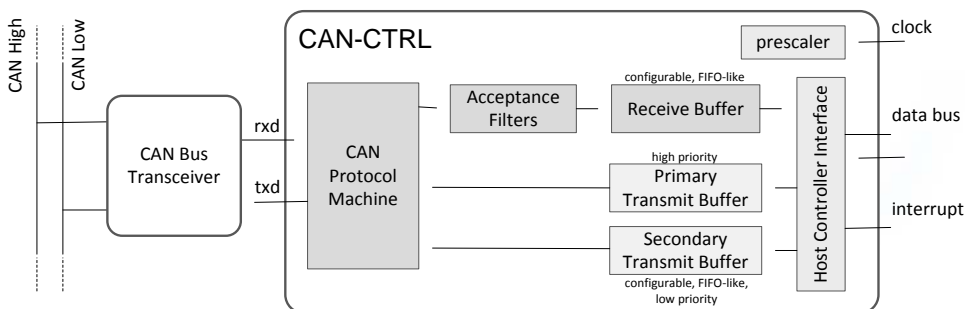 CAN High
CAN Low
CAN-CTRL
prescaler
clock
configurable, FIFO-like
Acceptance
Filters
Receive Buffer
Host Controller Interface
data bus
rxd
CAN Bus
Transceiver
CAN
Protocol
Machine
high priority
Primary
Transmit Buffer
txd
interrupt
Secondary
Transmit Buffer
configurable, FIFO-like,
low priority